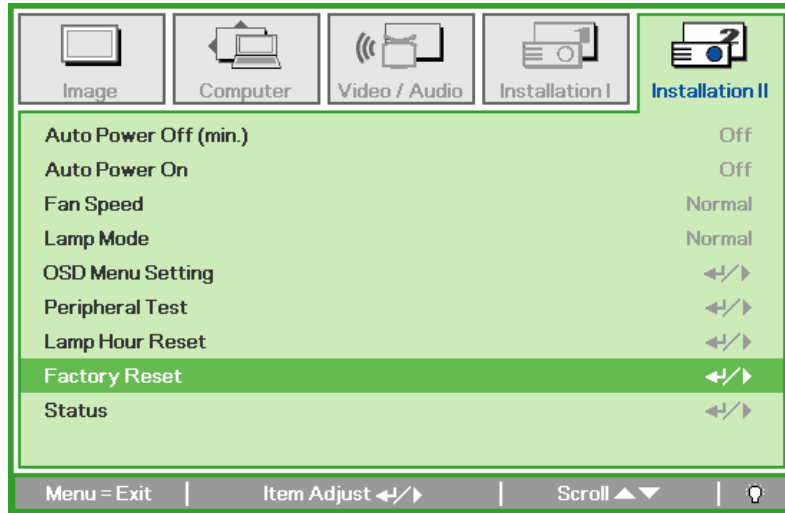 Image Computer Video / Audio Installation I Installation II
Auto Power Off (min.) Off
Auto Power On Off
Fan Speed Normal
Lamp Mode Normal
OSD Menu Setting
Peripheral Test
Lamp Hour Reset
Factory Reset
Status
Menu = Exit Item Adjust Scroll